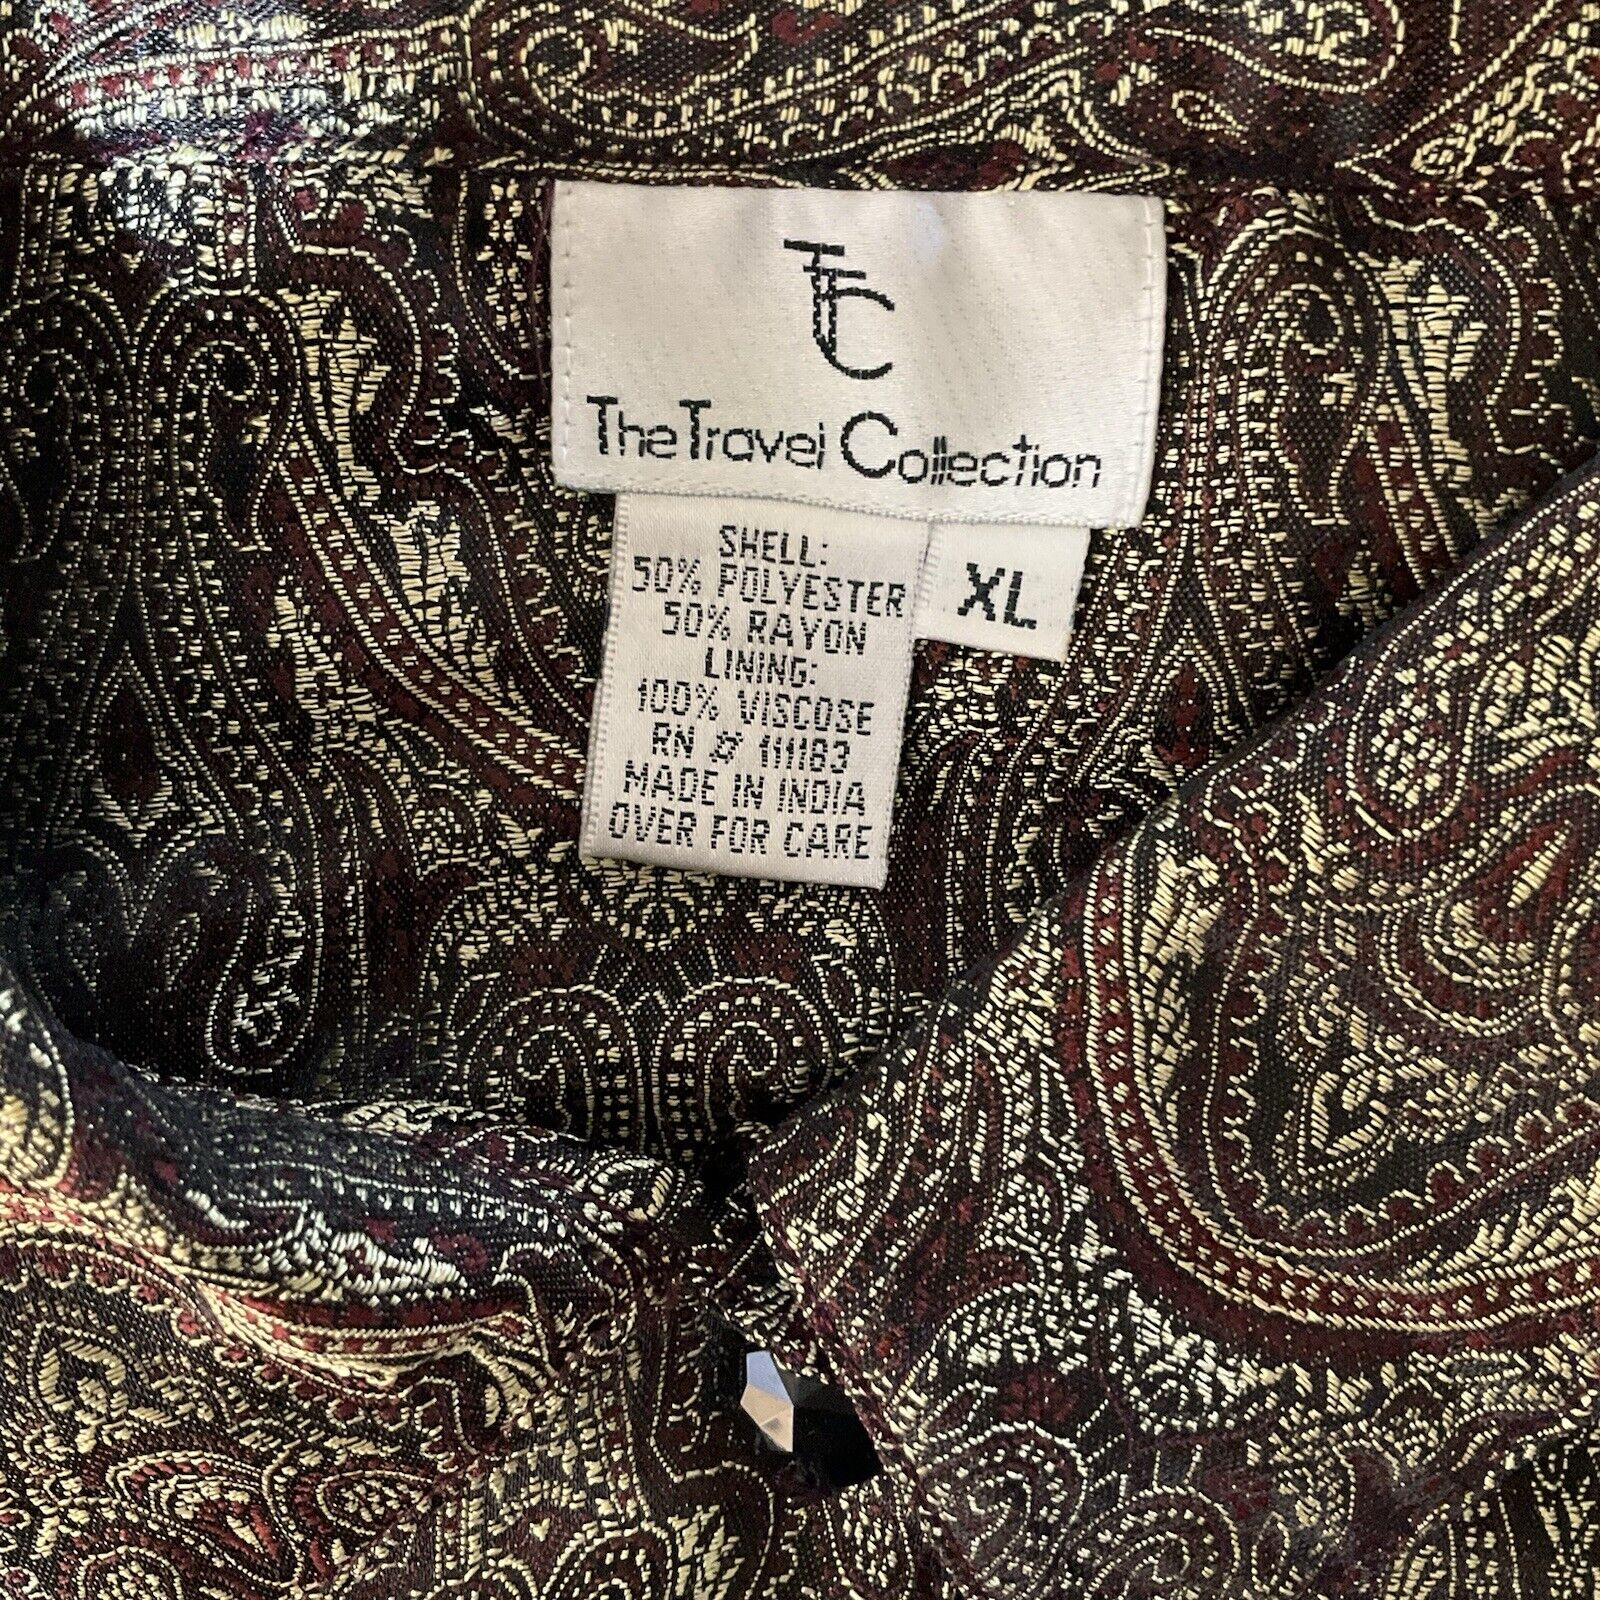 TTC
The Travel Collection
SHELL:
50% POLYESTER
50% RAYON
LINING:
100% VISCOSE
RN # 111183
MADE IN INDIA
OVER FOR CARE
XL